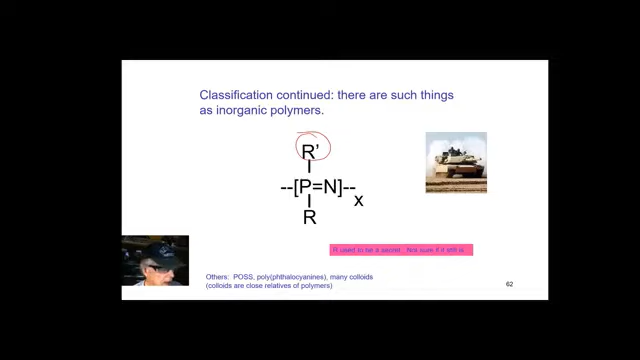 Classification continued: there are such things
as inorganic polymers.
R’
--[P=N]--
x
R
R used to be a secret. Not sure if it still is.
Others: POSS, poly(phthalocyanines), many colloids
(colloids are close relatives of polymers)
62